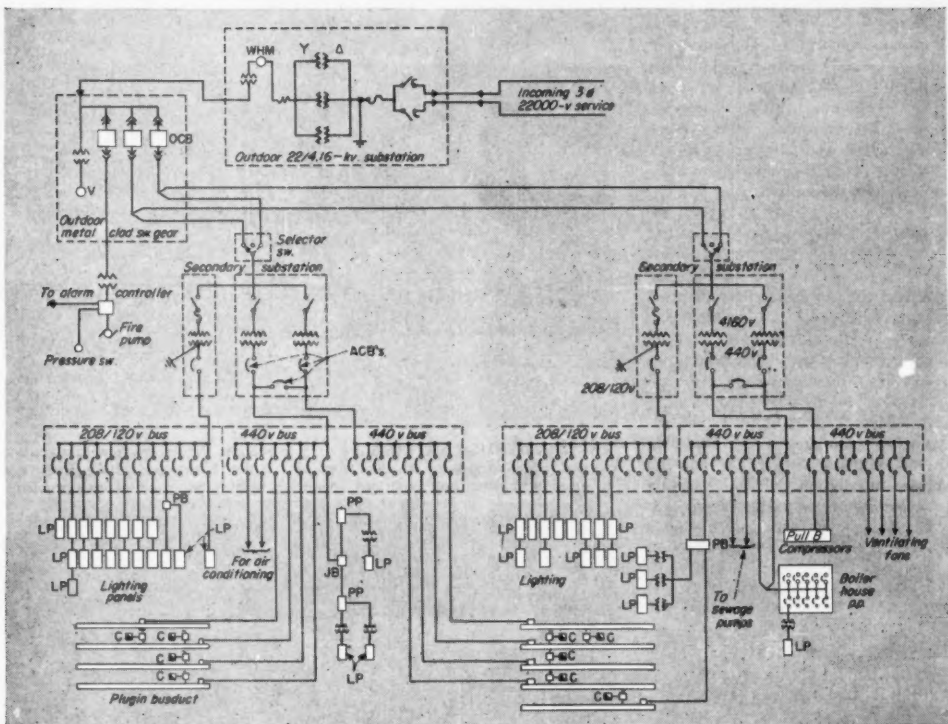 WHM
Y
Δ
Incoming 3 ø
22000-v service
Outdoor 22/4.16-kv. substation
OCB
V
Outdoor
metal clad sw. gear
Selector
sw.
Secondary substation
Secondary substation
To alarm controller
Fire
pump
Pressure sw.
ACB's
4160 v
440 v
208/120 v
208/120 v bus
440 v bus
440 v bus
208/120 v bus
440 v bus
440 v bus
PB
LP
LP
LP
LP
Lighting
panels
For air
conditioning
PP
LP
JB
PP
LP
LP
LP
LP
Lighting
LP
LP
LP
PB
To
sewage
pumps
Pull B
Compressors
Ventilating
fans
Boiler
house
p.p.
LP
C
C
C
C
Plugin busduct
C
C
C
C
C